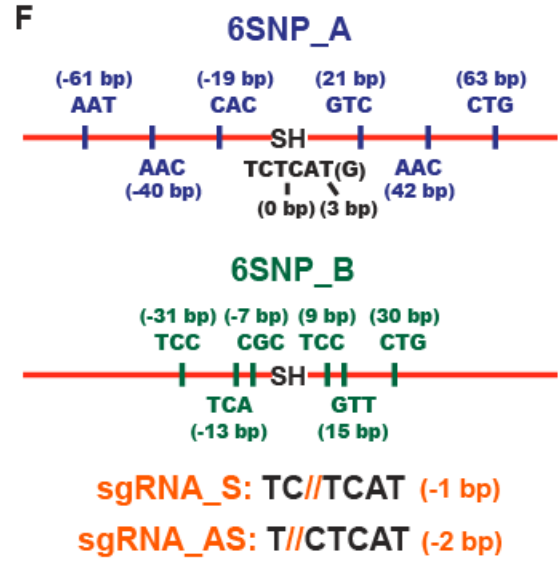 F
6SNP_A
(-61 bp) (-19 bp) (21 bp) (63 bp)
AAT CAC GTC CTG
SH
AAC TCTCAT(G) AAC
(-40 bp) (0 bp) (3 bp) (42 bp)
6SNP_B
(-31 bp) (-7 bp) (9 bp) (30 bp)
TCC CGC TCC CTG
SH
TCA GTT
(-13 bp) (15 bp)
sgRNA_S: TC//TCAT (-1 bp)
sgRNA_AS: T//CTCAT (-2 bp)